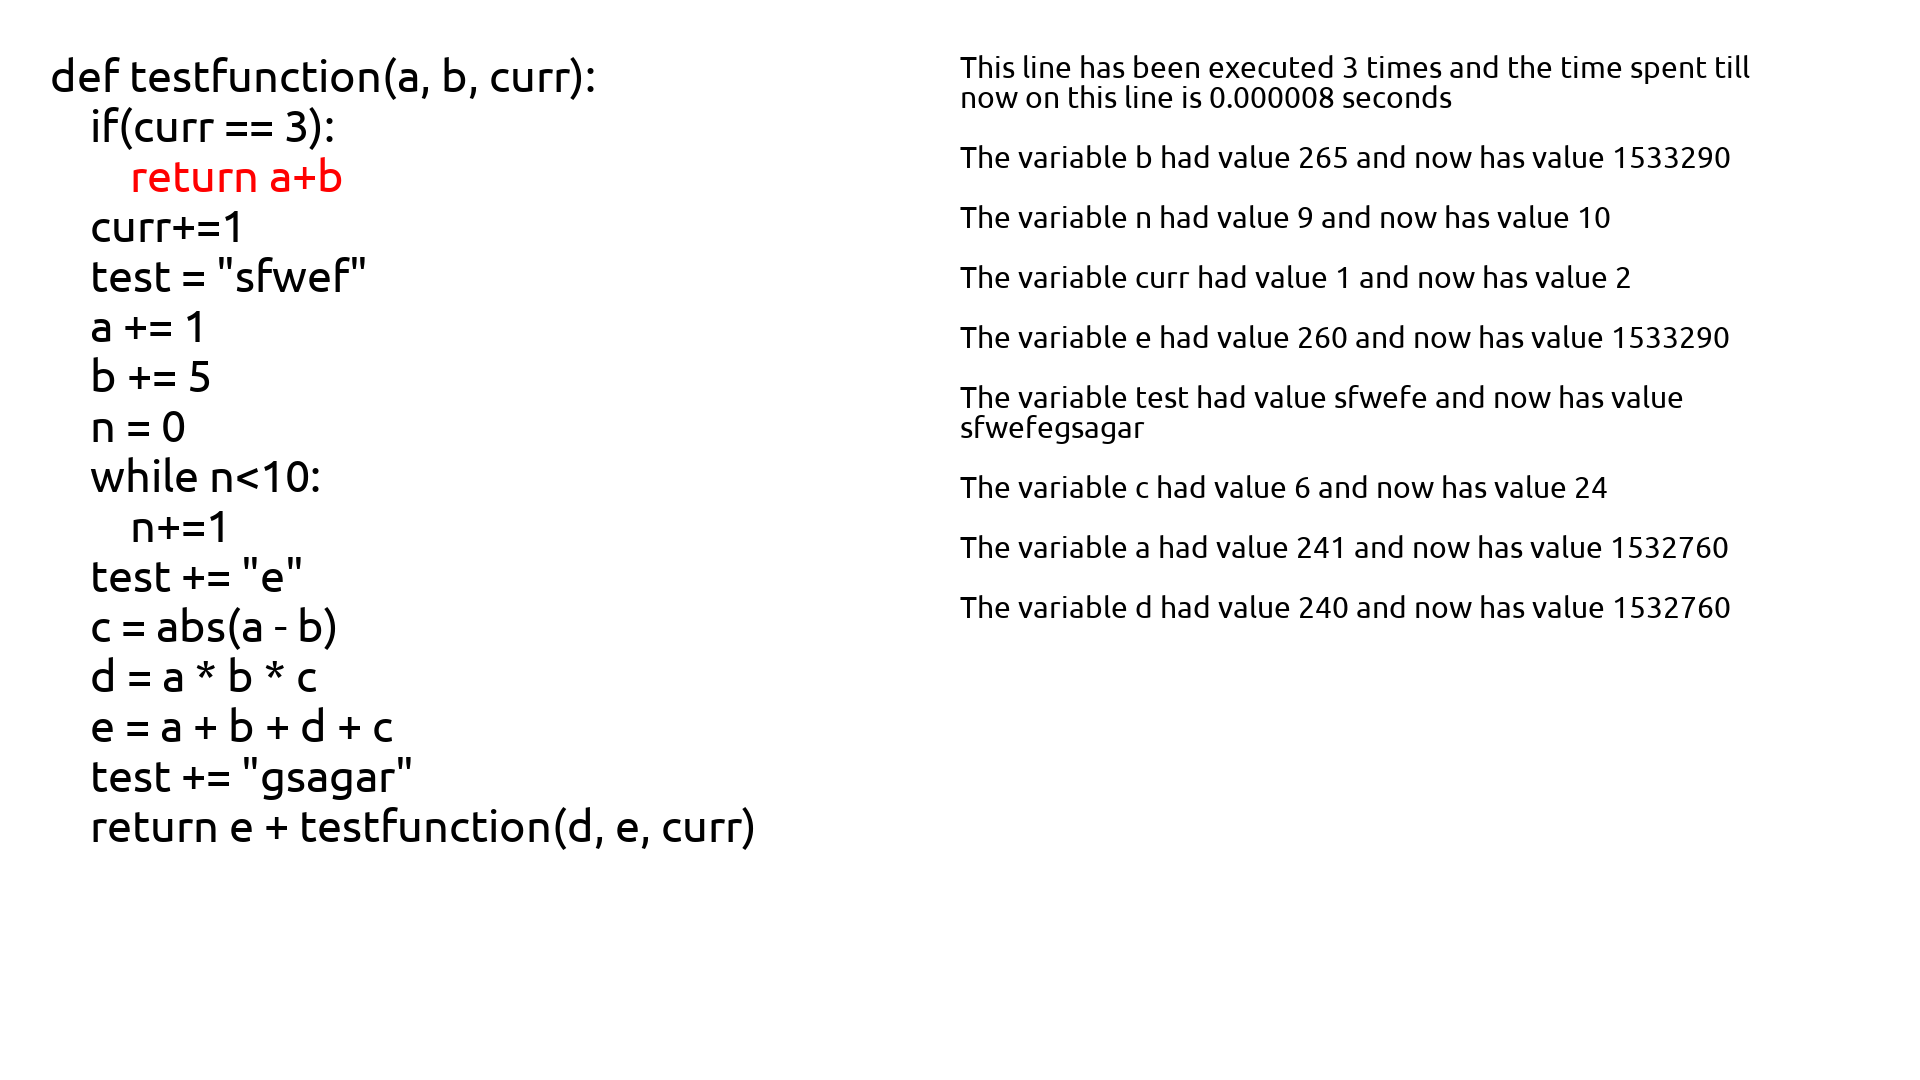 def testfunction(a, b, curr):
if(curr == 3):
return a+b
curr+=1
test = "sfwef"
a += 1
b += 5
n = 0
while n<10:
n+=1
test += "e"
c = abs(a - b)
d = a * b * c
e = a + b + d + c
test += "gsagar"
return e + testfunction(d, e, curr)
This line has been executed 3 times and the time spent till
now on this line is 0.000008 seconds
The variable b had value 265 and now has value 1533290
The variable n had value 9 and now has value 10
The variable curr had value 1 and now has value 2
The variable e had value 260 and now has value 1533290
The variable test had value sfwefe and now has value
sfwefegsagar
The variable c had value 6 and now has value 24
The variable a had value 241 and now has value 1532760
The variable d had value 240 and now has value 1532760